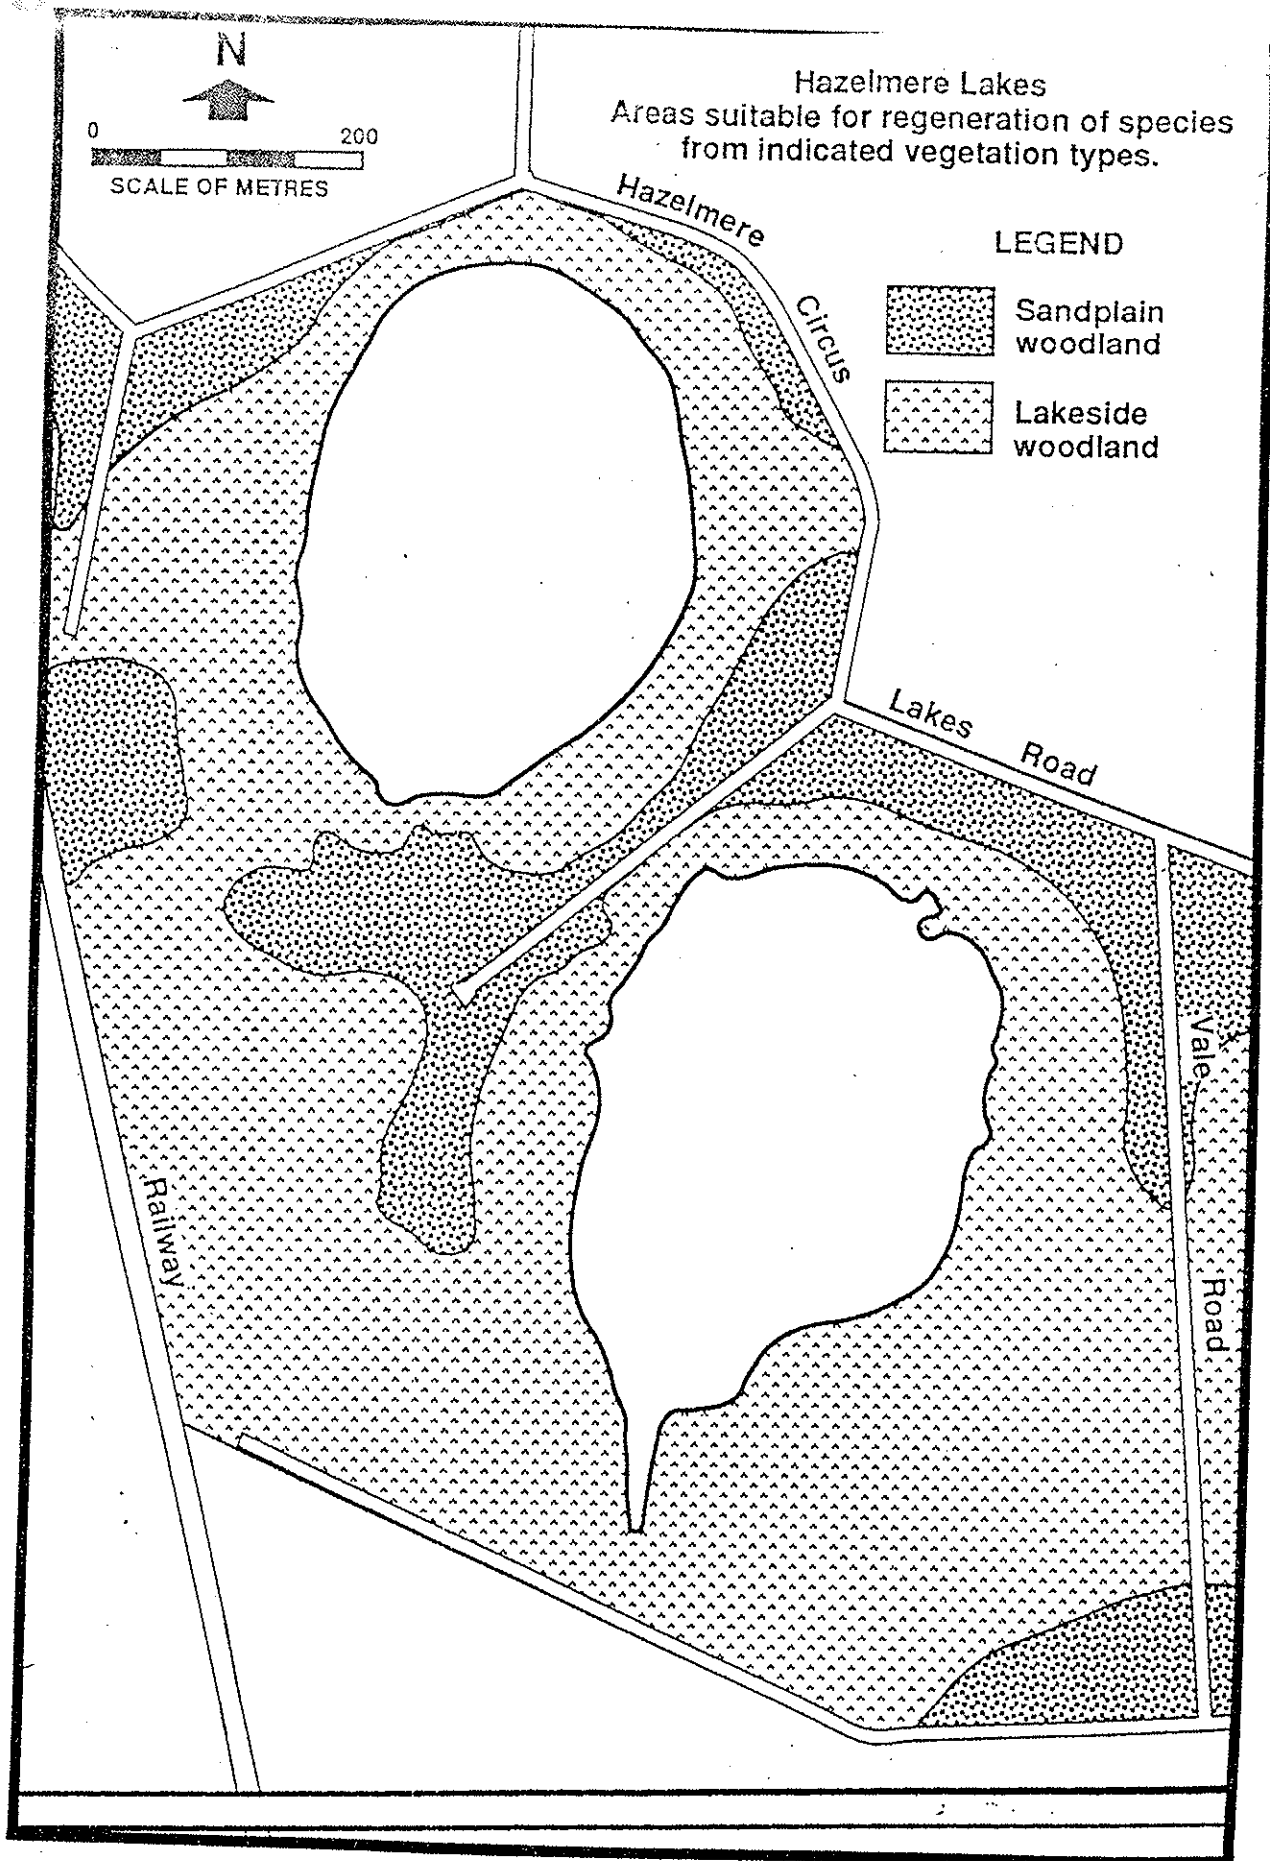 N
0 200
SCALE OF METRES
Hazelmere Lakes
Areas suitable for regeneration of species
from indicated vegetation types.
LEGEND
Sandplain
woodland
Lakeside
woodland
Hazelmere
Circus
Lakes Road
Vale
Road
Railway